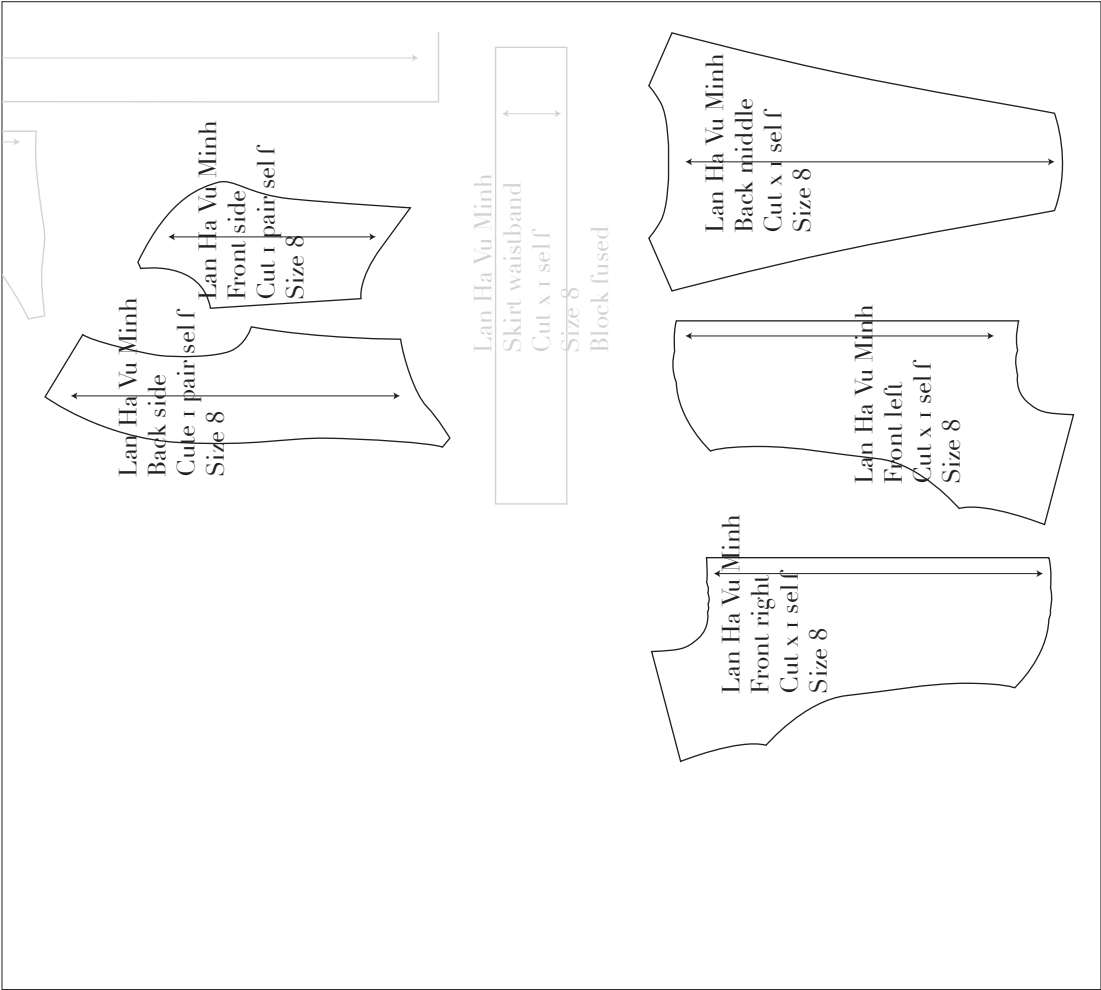 Lan Ha Vu Minh
Front side
Cut 1 pair self
Size 8
Lan Ha Vu Minh
Back side
Cute 1 pair self
Size 8
Lan Ha Vu Minh
Skirt waistband
Cut x 1 self
Size 8
Block fused
Lan Ha Vu Minh
Back middle
Cut x 1 self
Size 8
Lan Ha Vu Minh
Front left
Cut x 1 self
Size 8
Lan Ha Vu Minh
Front right
Cut x 1 self
Size 8